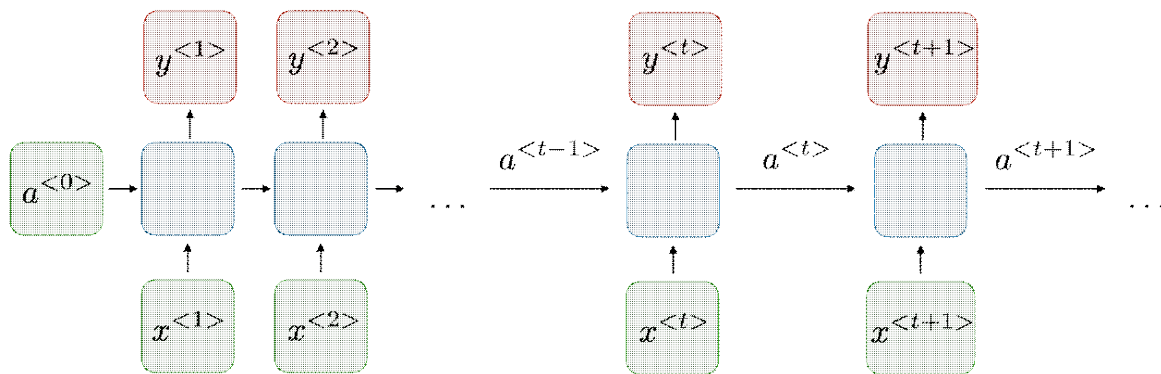 y<1> y<2> y<t> y<t+1>
a<0> ... a<t−1> a<t> a<t+1> ...
x<1> x<2> x<t> x<t+1>